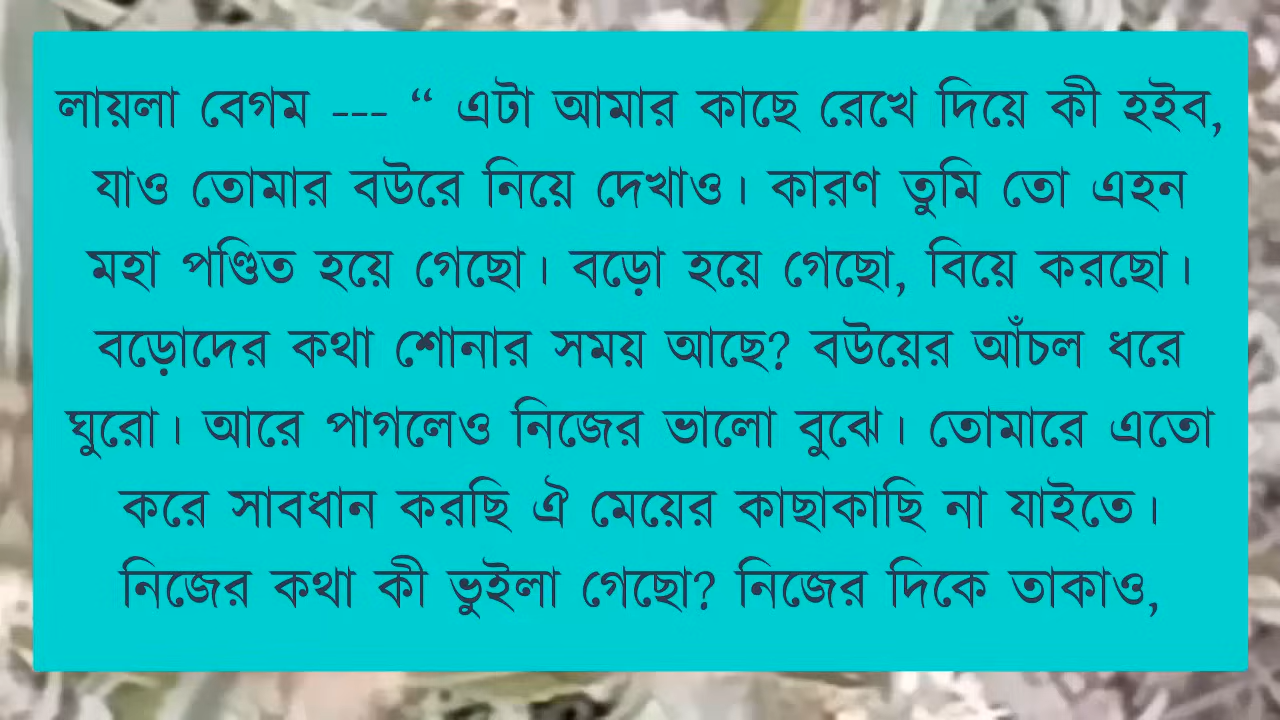 লায়লা বেগম --- “ এটা আমার কাছে রেখে দিয়ে কী হইব,
যাও তোমার বউরে নিয়ে দেখাও। কারণ তুমি তো এহন
মহা পণ্ডিত হয়ে গেছো। বড়ো হয়ে গেছো, বিয়ে করছো।
বড়োদের কথা শোনার সময় আছে? বউয়ের আঁচল ধরে
ঘুরো। আরে পাগলেও নিজের ভালো বুঝে। তোমারে এতো
করে সাবধান করছি ঐ মেয়ের কাছাকাছি না যাইতে।
নিজের কথা কী ভুইলা গেছো? নিজের দিকে তাকাও,